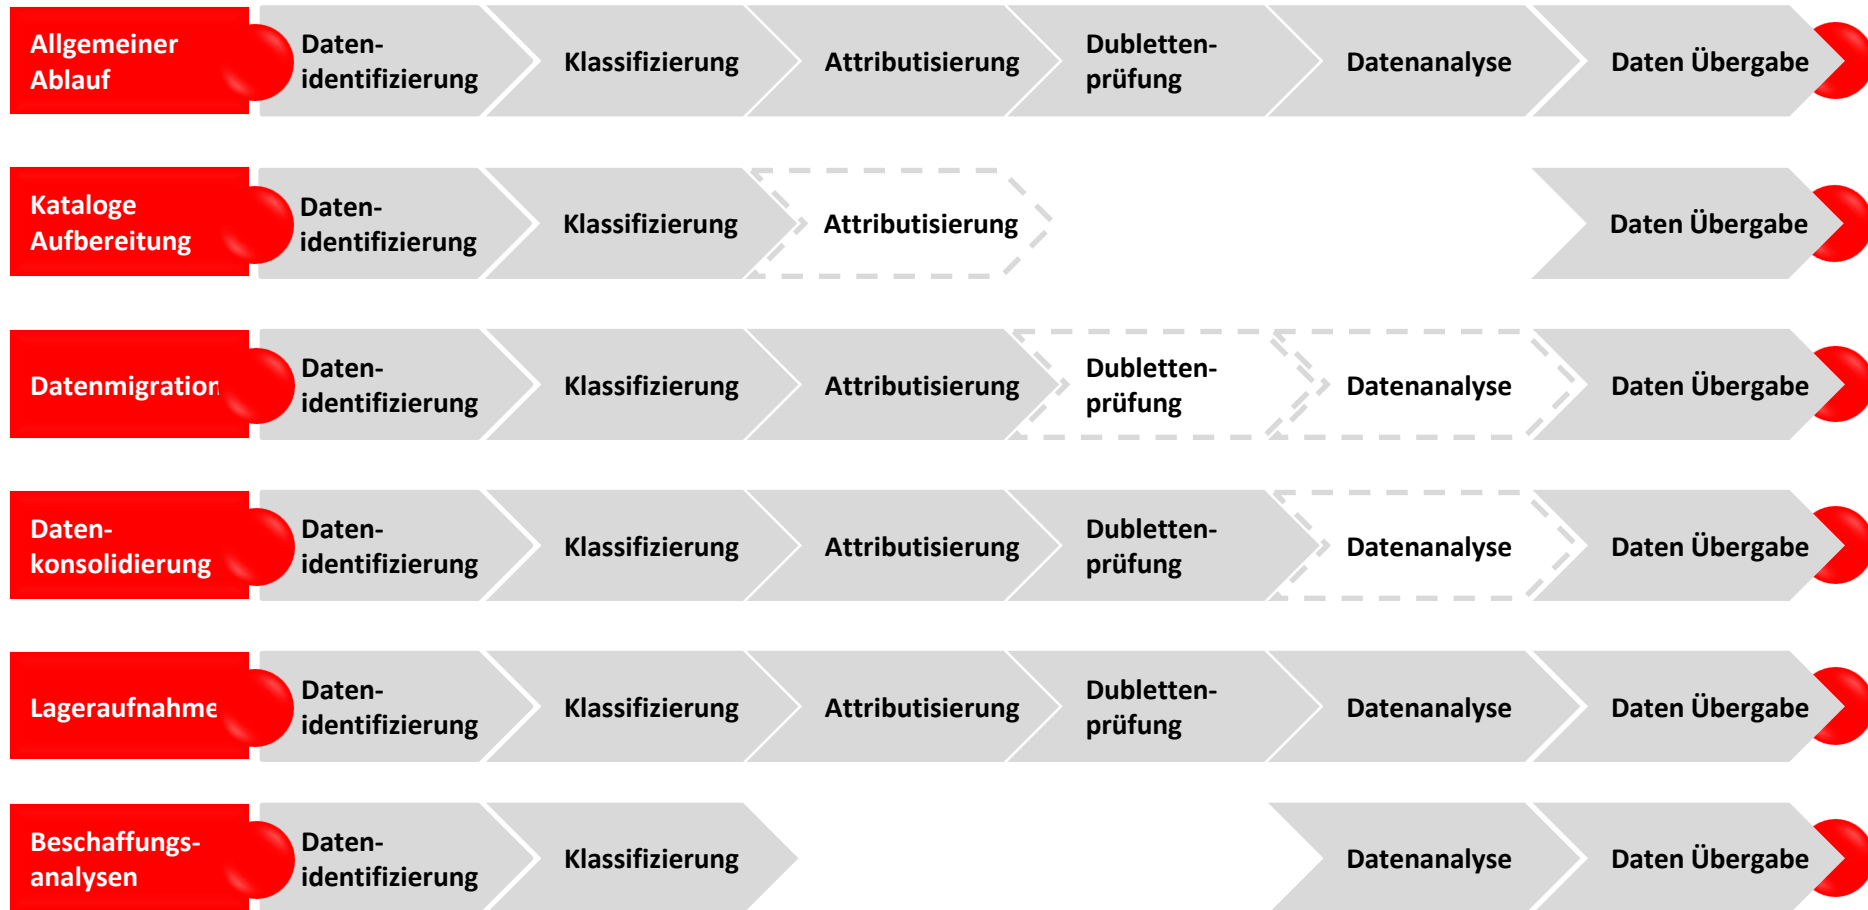 Allgemeiner
Ablauf
Daten-
identifizierung
Klassifizierung
Attributisierung
Dubletten-
prüfung
Datenanalyse
Daten Übergabe
Kataloge
Aufbereitung
Daten-
identifizierung
Klassifizierung
Attributisierung
Daten Übergabe
Datenmigration
Daten-
identifizierung
Klassifizierung
Attributisierung
Dubletten-
prüfung
Datenanalyse
Daten Übergabe
Daten-
konsolidierung
Daten-
identifizierung
Klassifizierung
Attributisierung
Dubletten-
prüfung
Datenanalyse
Daten Übergabe
Lageraufnahme
Daten-
identifizierung
Klassifizierung
Attributisierung
Dubletten-
prüfung
Datenanalyse
Daten Übergabe
Beschaffungs-
analysen
Daten-
identifizierung
Klassifizierung
Datenanalyse
Daten Übergabe